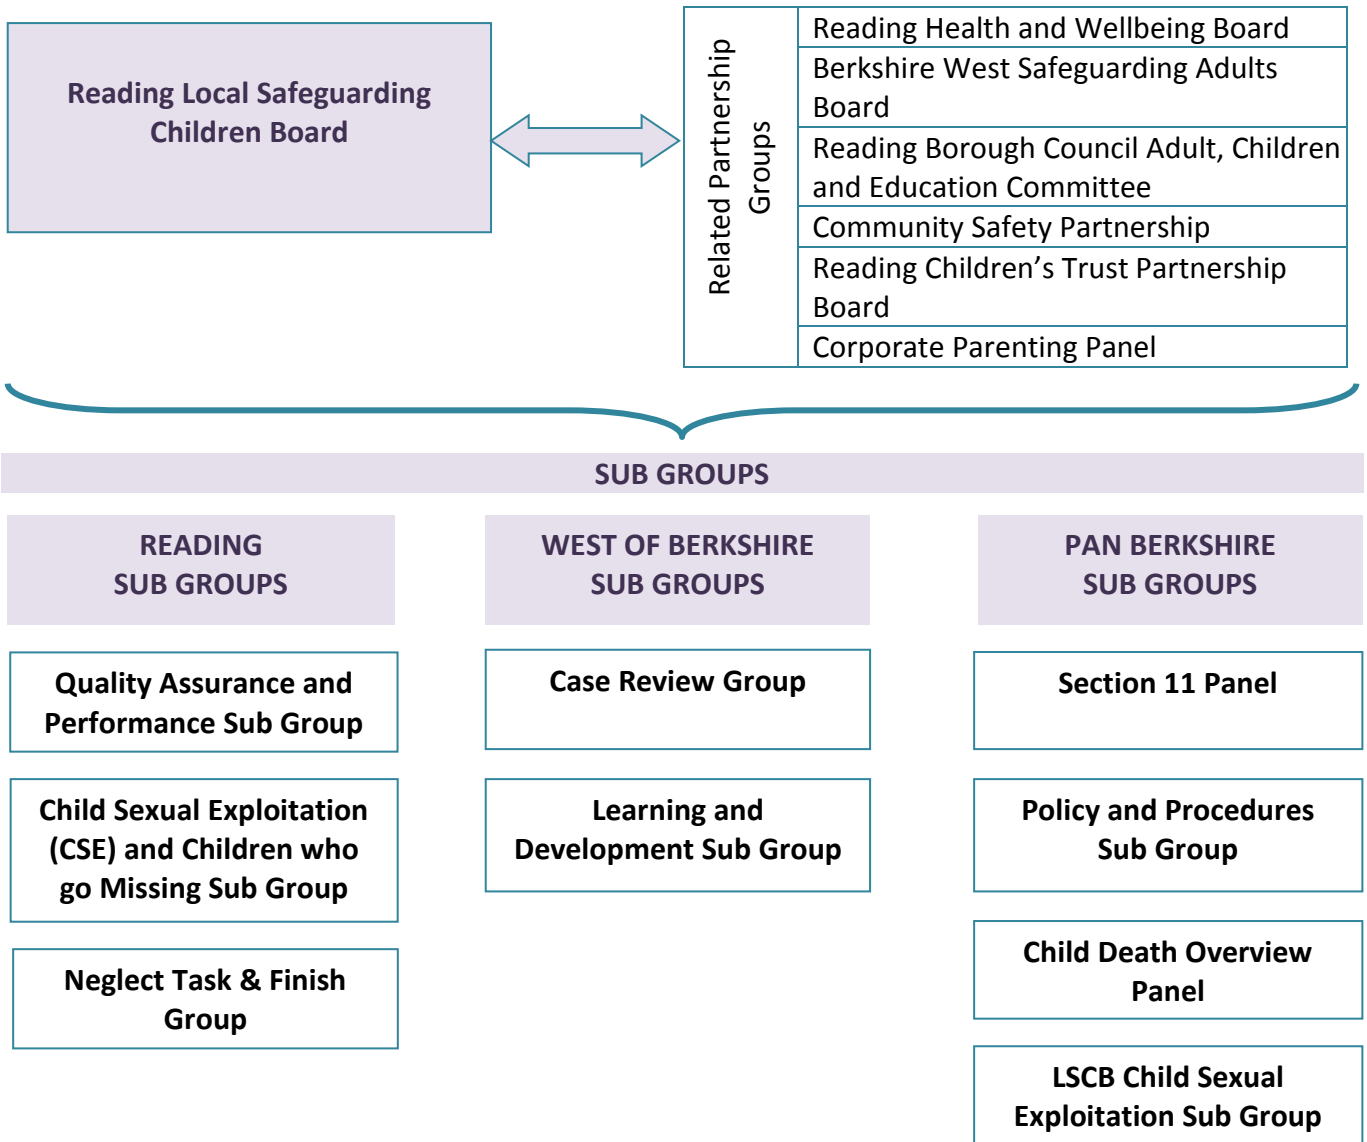 Reading Local Safeguarding
Children Board
Related Partnership
Groups
Reading Health and Wellbeing Board
Berkshire West Safeguarding Adults
Board
Reading Borough Council Adult, Children
and Education Committee
Community Safety Partnership
Reading Children’s Trust Partnership
Board
Corporate Parenting Panel
SUB GROUPS
READING
SUB GROUPS
Quality Assurance and
Performance Sub Group
Child Sexual Exploitation
(CSE) and Children who
go Missing Sub Group
Neglect Task & Finish
Group
WEST OF BERKSHIRE
SUB GROUPS
Case Review Group
Learning and
Development Sub Group
PAN BERKSHIRE
SUB GROUPS
Section 11 Panel
Policy and Procedures
Sub Group
Child Death Overview
Panel
LSCB Child Sexual
Exploitation Sub Group